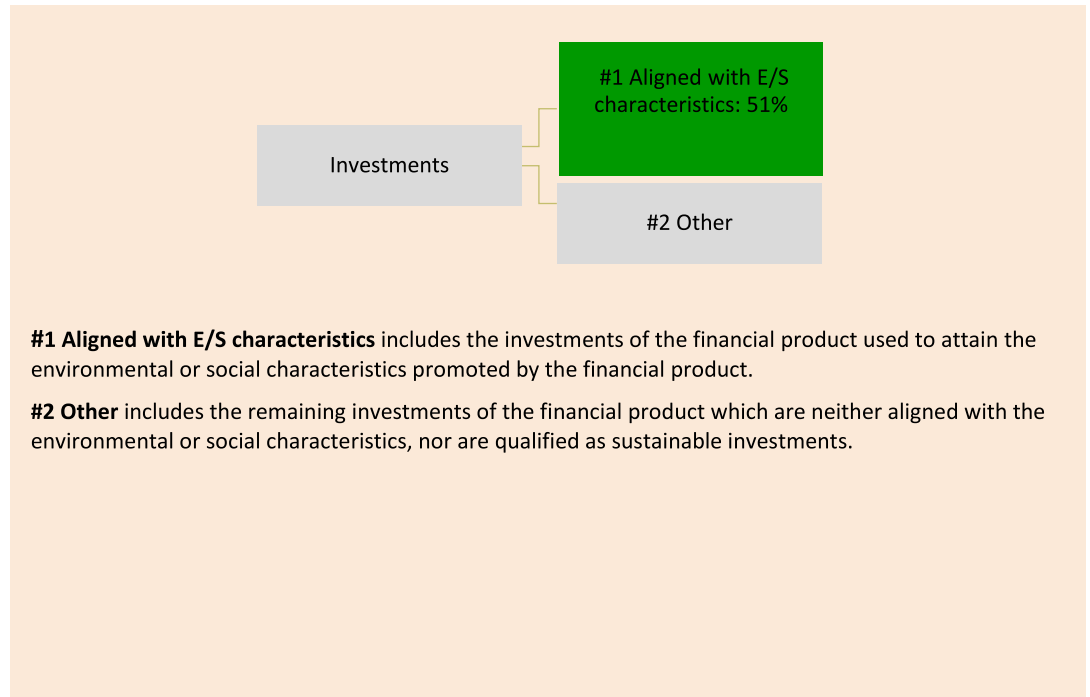 #1 Aligned with E/S
characteristics: 51%
Investments
#2 Other
#1 Aligned with E/S characteristics includes the investments of the financial product used to attain the
environmental or social characteristics promoted by the financial product.
#2 Other includes the remaining investments of the financial product which are neither aligned with the
environmental or social characteristics, nor are qualified as sustainable investments.